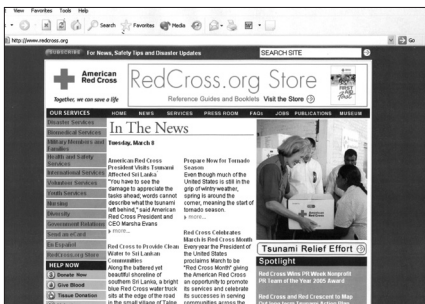 View Favorites Tools Help
Search Favorites Media
http://www.redcross.org Go
SUBSCRIBE For News, Safety Tips and Disaster Updates SEARCH SITE
American
Red Cross
Together, we can save a life
RedCross.org Store
Reference Guides and Booklets Visit the Store
OUR SERVICES HOME NEWS SERVICES PRESS ROOM FAQs JOBS PUBLICATIONS MUSEUM
Disaster Services
Biomedical Services
Military Members and
Families
Health and Safety
Services
International Services
Volunteer Services
Youth Services
Nursing
Diversity
Government Relations
Send an eCard
En Español
RedCross.org Store
HELP NOW
Donate Now
Give Blood
Tissue Donation
In The News
Tuesday, March 8
American Red Cross
President Visits Tsunami
Affected Sri Lanka
"You have to see the
damage to appreciate the
tasks ahead; words cannot
describe what the tsunami
left behind," said American
Red Cross President and
CEO Marsha Evans
more...
Red Cross to Provide Clean
Water to Sri Lankan
Communities
Along the battered yet
beautiful shoreline of
southern Sri Lanka, a bright
blue Red Cross water truck
sits at the edge of the road
in the small village of Talpe
Prepare Now for Tornado
Season
Even though much of the
United States is still in the
grip of wintry weather,
spring is around the
corner, meaning the start of
tornado season.
more...
Red Cross Celebrates
March is Red Cross Month
Every year the President of
the United States
proclaims March to be
"Red Cross Month" giving
the American Red Cross
an opportunity to promote
its services and celebrate
its successes in serving
communities across the
Tsunami Relief Effort
Spotlight
Red Cross Wins PR Week Nonprofit
PR Team of the Year 2005 Award
Red Cross and Red Crescent to Map